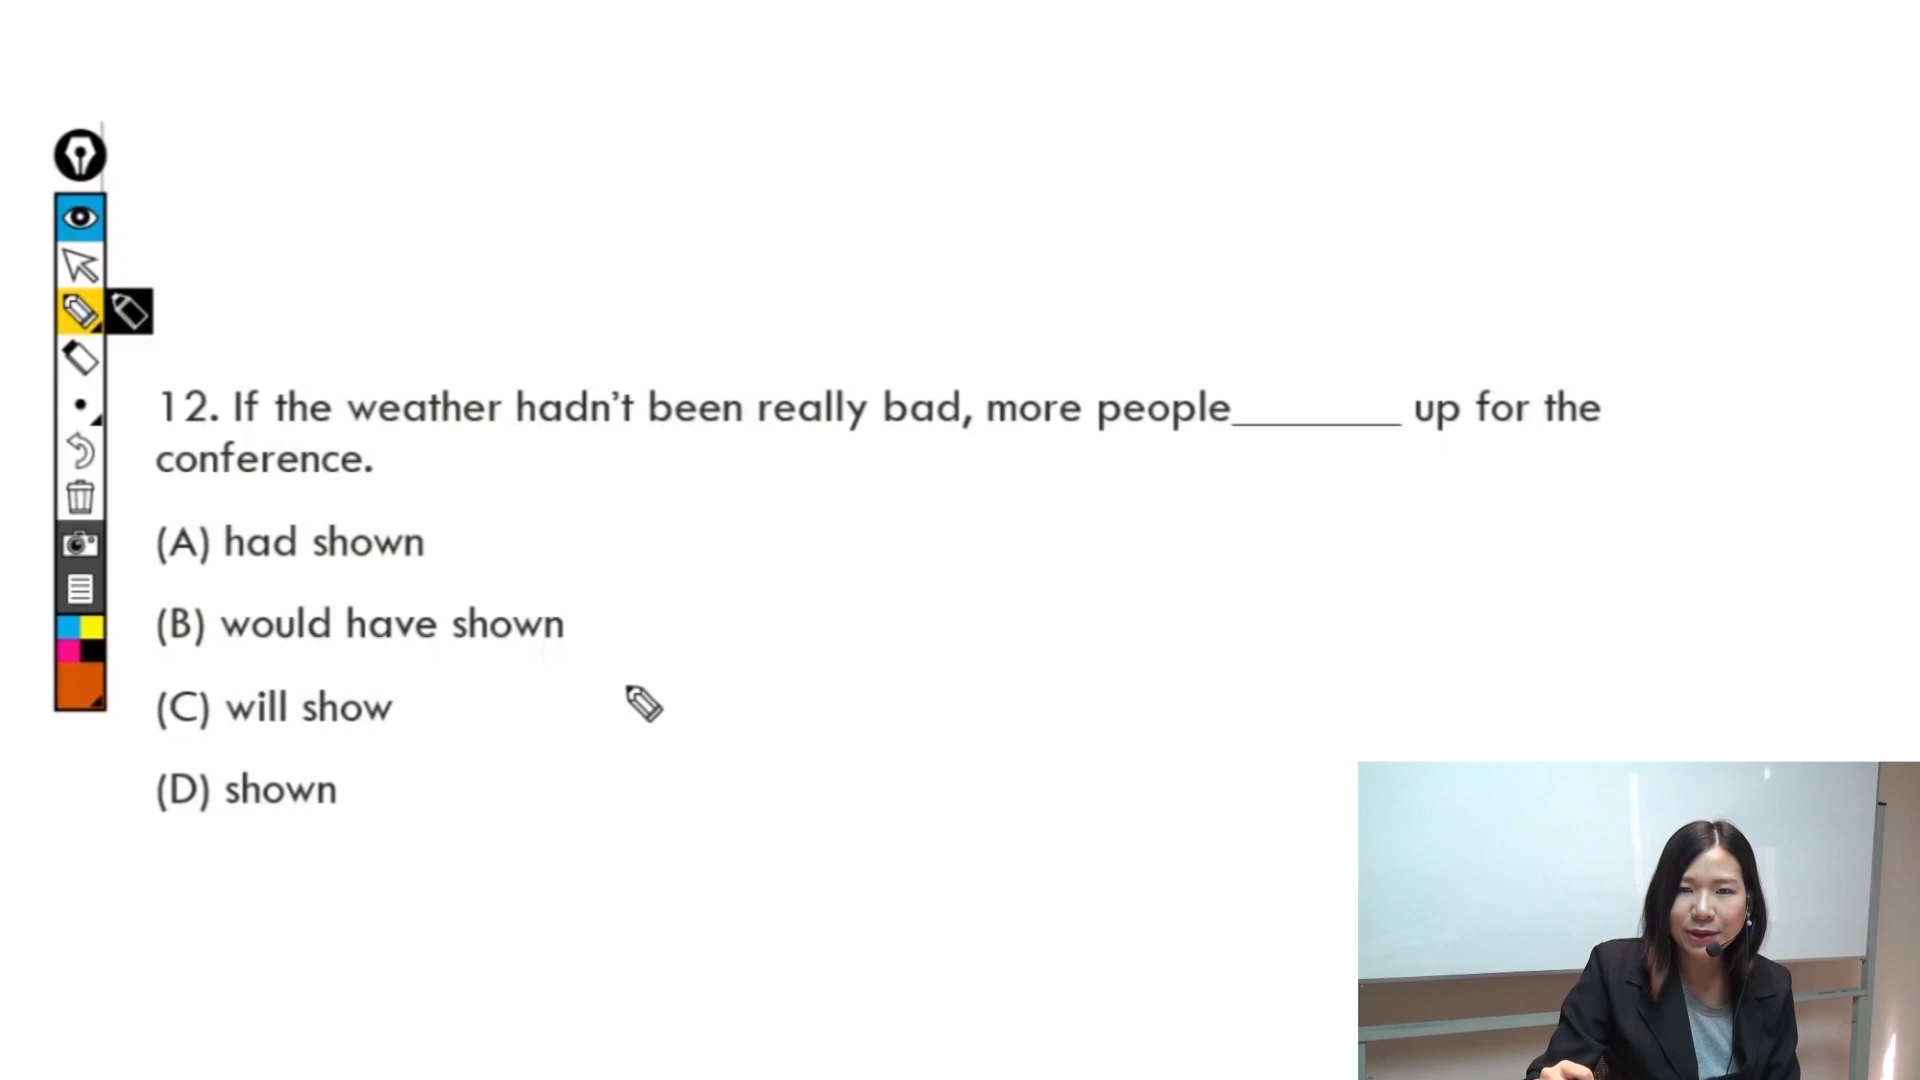 12. If the weather hadn't been really bad, more people________ up for the
conference.
(A) had shown
(B) would have shown
(C) will show
(D) shown